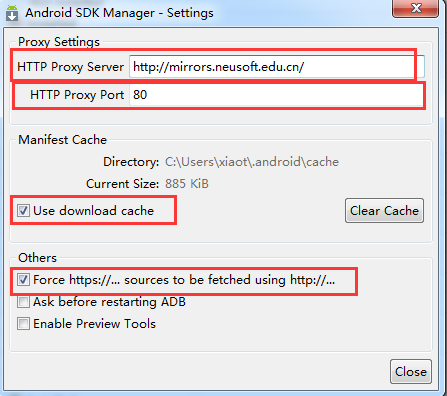 Android SDK Manager - Settings
Proxy Settings
HTTP Proxy Server http://mirrors.neusoft.edu.cn/
HTTP Proxy Port 80
Manifest Cache
Directory: C:\Users\xiaot\.android\cache
Current Size: 885 KiB
Use download cache Clear Cache
Others
Force https://... sources to be fetched using http://...
Ask before restarting ADB
Enable Preview Tools
Close